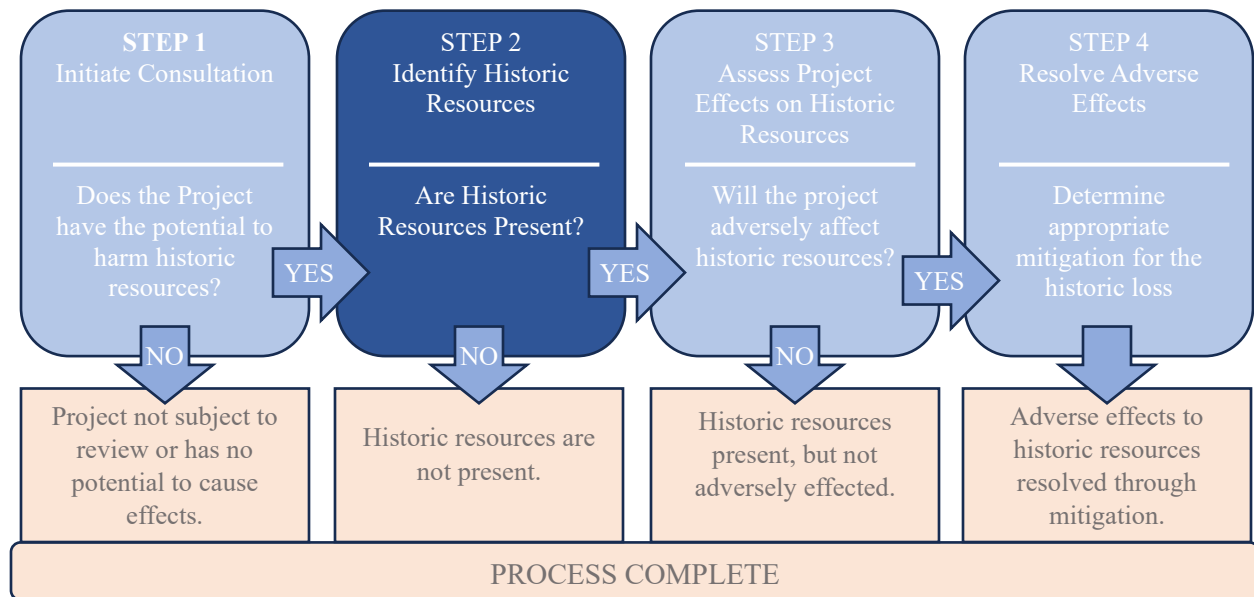 STEP 1
Initiate Consultation
Does the Project
have the potential to
harm historic
resources?
YES
NO
STEP 2
Identify Historic
Resources
Are Historic
Resources Present?
YES
NO
STEP 3
Assess Project
Effects on Historic
Resources
Will the project
adversely affect
historic resources?
YES
NO
STEP 4
Resolve Adverse
Effects
Determine
appropriate
mitigation for the
historic loss
Project not subject to
review or has no
potential to cause
effects.
Historic resources are
not present.
Historic resources
present, but not
adversely effected.
Adverse effects to
historic resources
resolved through
mitigation.
PROCESS COMPLETE